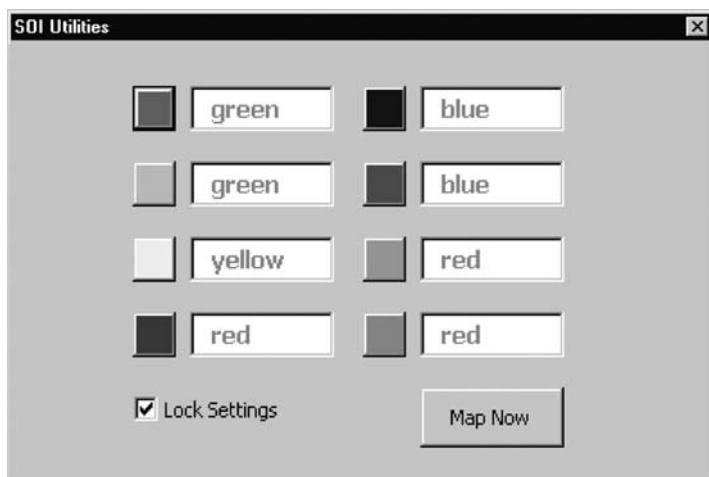 SOI Utilities
green blue
green blue
yellow red
red red
Lock Settings Map Now